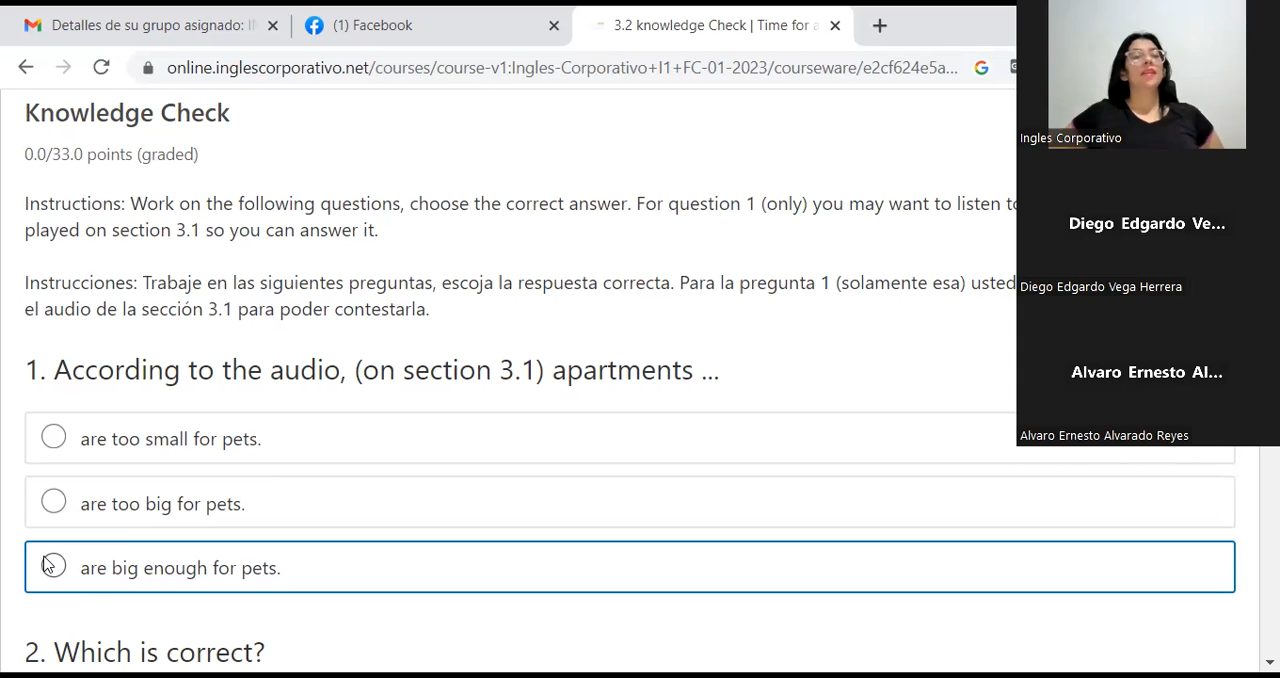 Detalles de su grupo asignado:
(1) Facebook
3.2 knowledge Check | Time for a
online.inglescorporativo.net/courses/course-v1:Ingles-Corporativo+I1+FC-01-2023/courseware/e2cf624e5a...
Knowledge Check
0.0/33.0 points (graded)
Instructions: Work on the following questions, choose the correct answer. For question 1 (only) you may want to listen to
played on section 3.1 so you can answer it.
Instrucciones: Trabaje en las siguientes preguntas, escoja la respuesta correcta. Para la pregunta 1 (solamente esa) usted
el audio de la sección 3.1 para poder contestarla.
1. According to the audio, (on section 3.1) apartments ...
are too small for pets.
are too big for pets.
are big enough for pets.
2. Which is correct?
Ingles Corporativo
Diego Edgardo Ve...
Diego Edgardo Vega Herrera
Alvaro Ernesto Al...
Alvaro Ernesto Alvarado Reyes